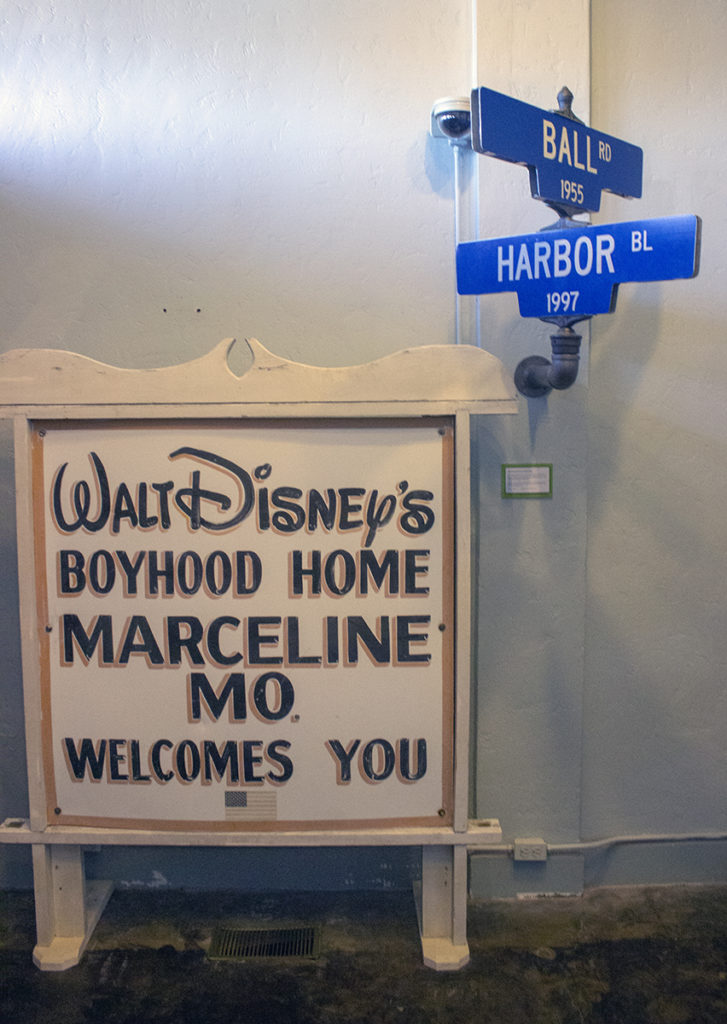 BALL RD
1955
HARBOR BL
1997
WALT DISNEY'S
BOYHOOD HOME
MARCELINE
MO.
WELCOMES YOU